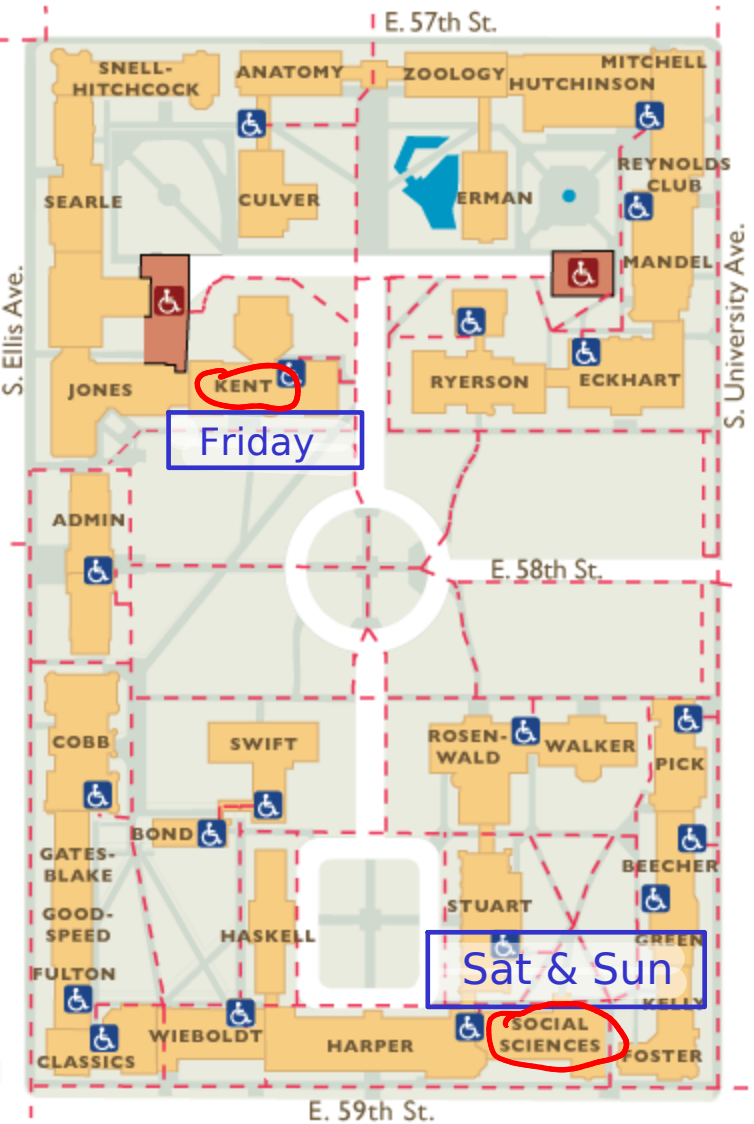 E. 57th St.
SNELL-
HITCHCOCK
ANATOMY
ZOOLOGY
MITCHELL
HUTCHINSON
REYNOLDS
CLUB
SEARLE
CULVER
ERMAN
MANDEL
S. Ellis Ave.
S. University Ave.
JONES
KENT
RYERSON
ECKHART
Friday
ADMIN
E. 58th St.
COBB
SWIFT
ROSEN-
WALD
WALKER
PICK
BOND
GATES-
BLAKE
BEECHER
GOOD-
SPEED
HASKELL
STUART
GREEN
Sat & Sun
FULTON
KELLY
WIEBOLDT
HARPER
SOCIAL
SCIENCES
CLASSICS
FOSTER
E. 59th St.